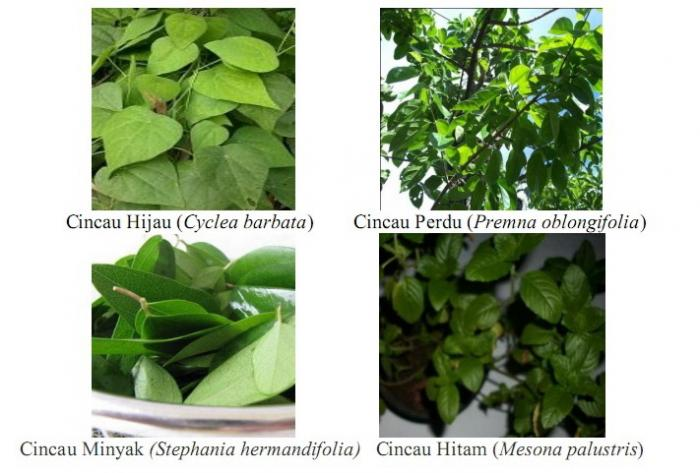 Cincau Hijau (Cyclea barbata)
Cincau Perdu (Premna oblongifolia)
Cincau Minyak (Stephania hermandifolia)
Cincau Hitam (Mesona palustris)